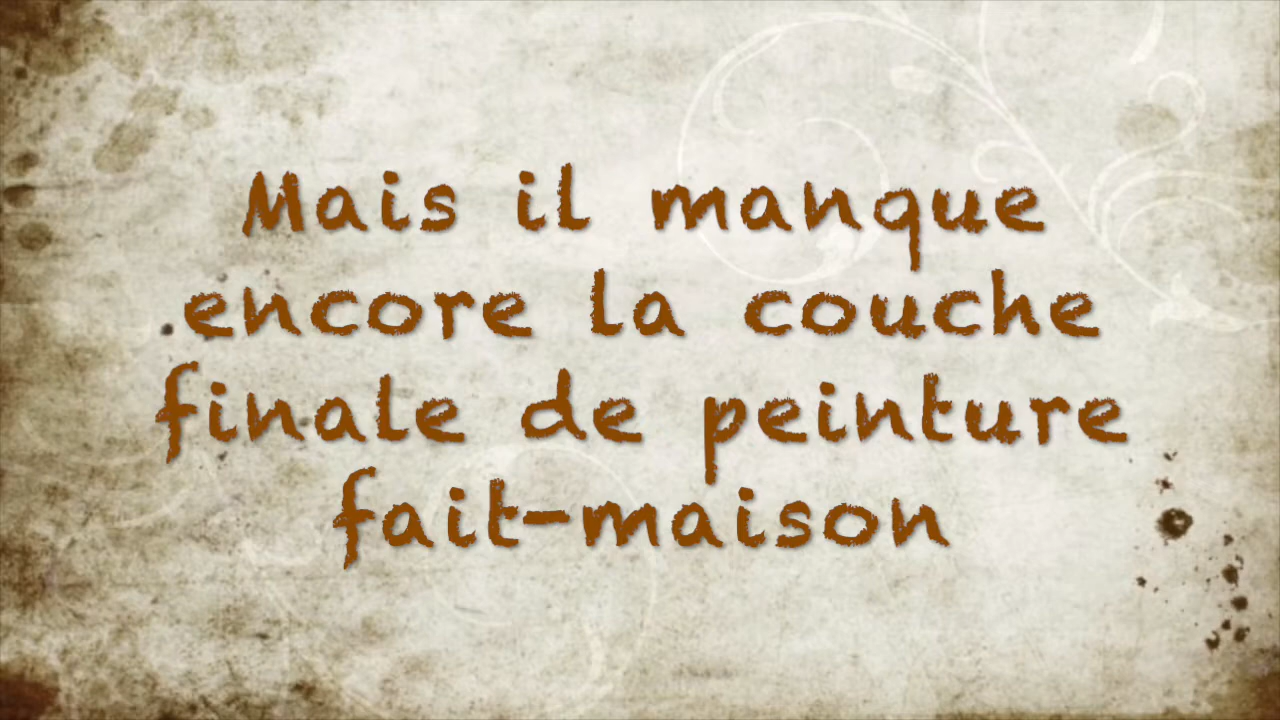 Mais il manque
encore la couche
finale de peinture
fait-maison